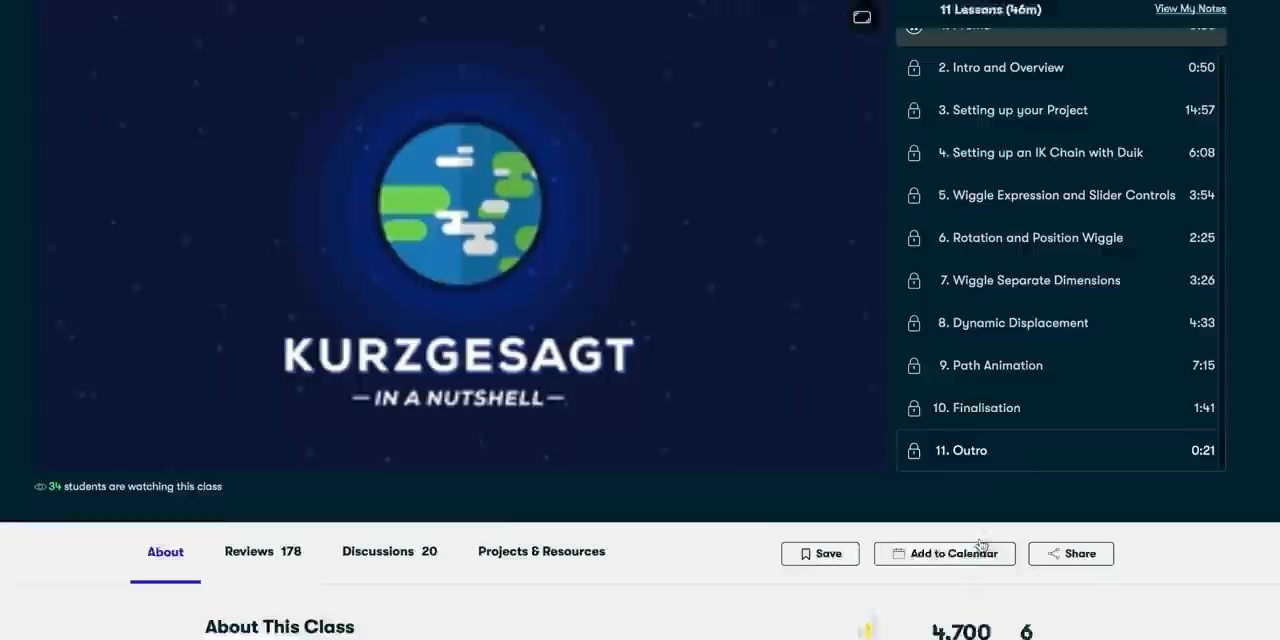 11 Lessons (46m)
View My Notes
2. Intro and Overview 0:50
3. Setting up your Project 14:57
4. Setting up an IK Chain with Duik 6:08
5. Wiggle Expression and Slider Controls 3:54
6. Rotation and Position Wiggle 2:25
7. Wiggle Separate Dimensions 3:26
8. Dynamic Displacement 4:33
9. Path Animation 7:15
10. Finalisation 1:41
11. Outro 0:21
KURZGESAGT
—IN A NUTSHELL—
34 students are watching this class
About
Reviews 178
Discussions 20
Projects & Resources
Save
Add to Calendar
Share
About This Class
4,700
6